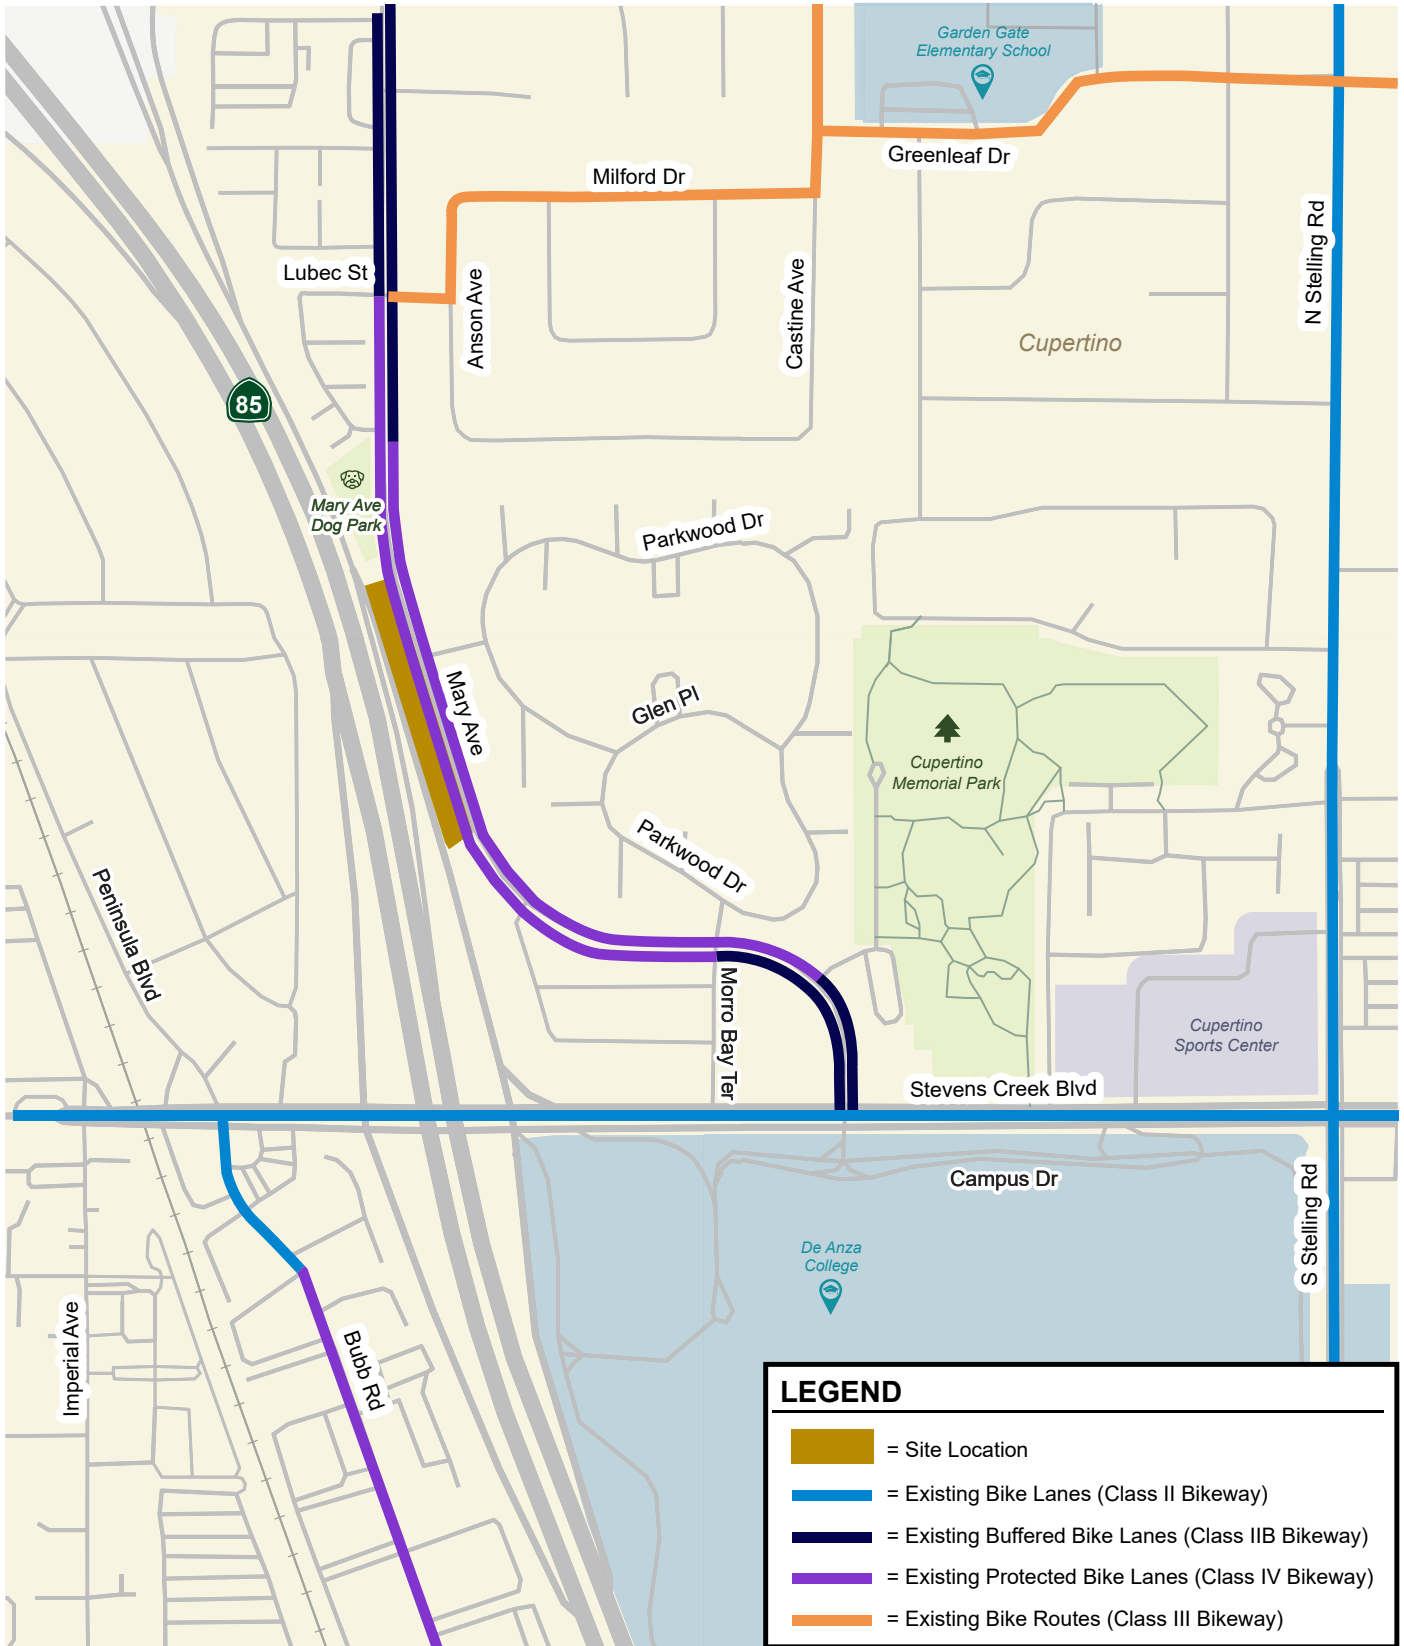 Garden Gate
Elementary School
Greenleaf Dr
Milford Dr
N Stelling Rd
Lubec St
Anson Ave
Castine Ave
Cupertino
85
Mary Ave
Dog Park
Parkwood Dr
Mary Ave
Glen Pl
Cupertino
Memorial Park
Parkwood Dr
Peninsula Blvd
Morro Bay Ter
Cupertino
Sports Center
Stevens Creek Blvd
Campus Dr
S Stelling Rd
De Anza
College
Imperial Ave
Bubb Rd
LEGEND
= Site Location
= Existing Bike Lanes (Class II Bikeway)
= Existing Buffered Bike Lanes (Class IIB Bikeway)
= Existing Protected Bike Lanes (Class IV Bikeway)
= Existing Bike Routes (Class III Bikeway)